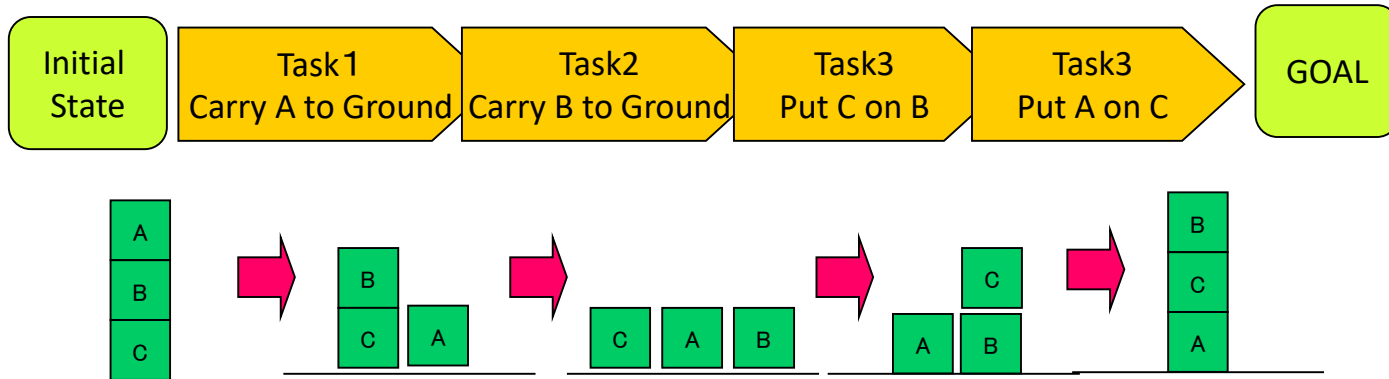 Initial
State
Task1
Carry A to Ground
Task2
Carry B to Ground
Task3
Put C on B
Task3
Put A on C
GOAL
A
B
C
B
C
A
C
A
B
C
A
B
B
C
A